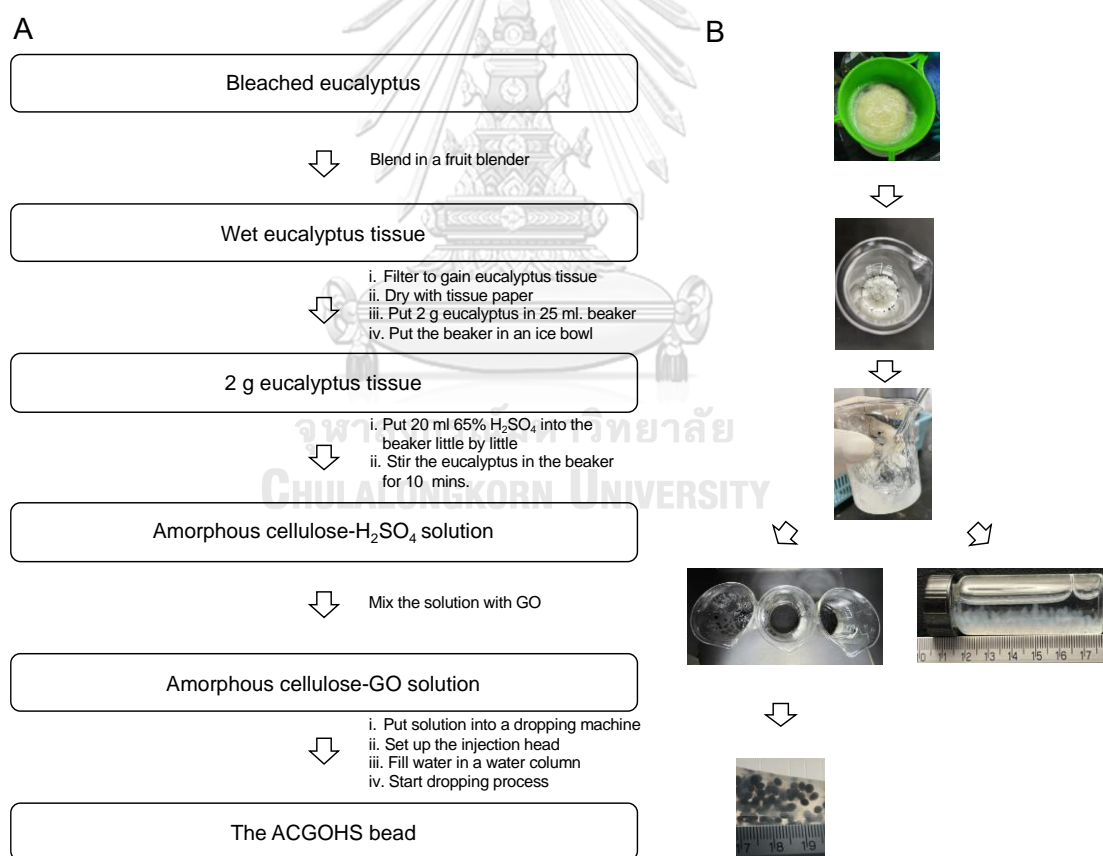 A
B
Bleached eucalyptus
Blend in a fruit blender
Wet eucalyptus tissue
i. Filter to gain eucalyptus tissue
ii. Dry with tissue paper
iii. Put 2 g eucalyptus in 25 ml. beaker
iv. Put the beaker in an ice bowl
2 g eucalyptus tissue
i. Put 20 ml 65% H₂SO₄ into the
beaker little by little
ii. Stir the eucalyptus in the beaker
for 10 mins.
จุฬาลงกรณ์มหาวิทยาลัย
CHULALONGKORN UNIVERSITY
Amorphous cellulose-H₂SO₄ solution
Mix the solution with GO
10 11 12 13 14 15 16 17
Amorphous cellulose-GO solution
i. Put solution into a dropping machine
ii. Set up the injection head
iii. Fill water in a water column
iv. Start dropping process
The ACGOHS bead
17 18 19